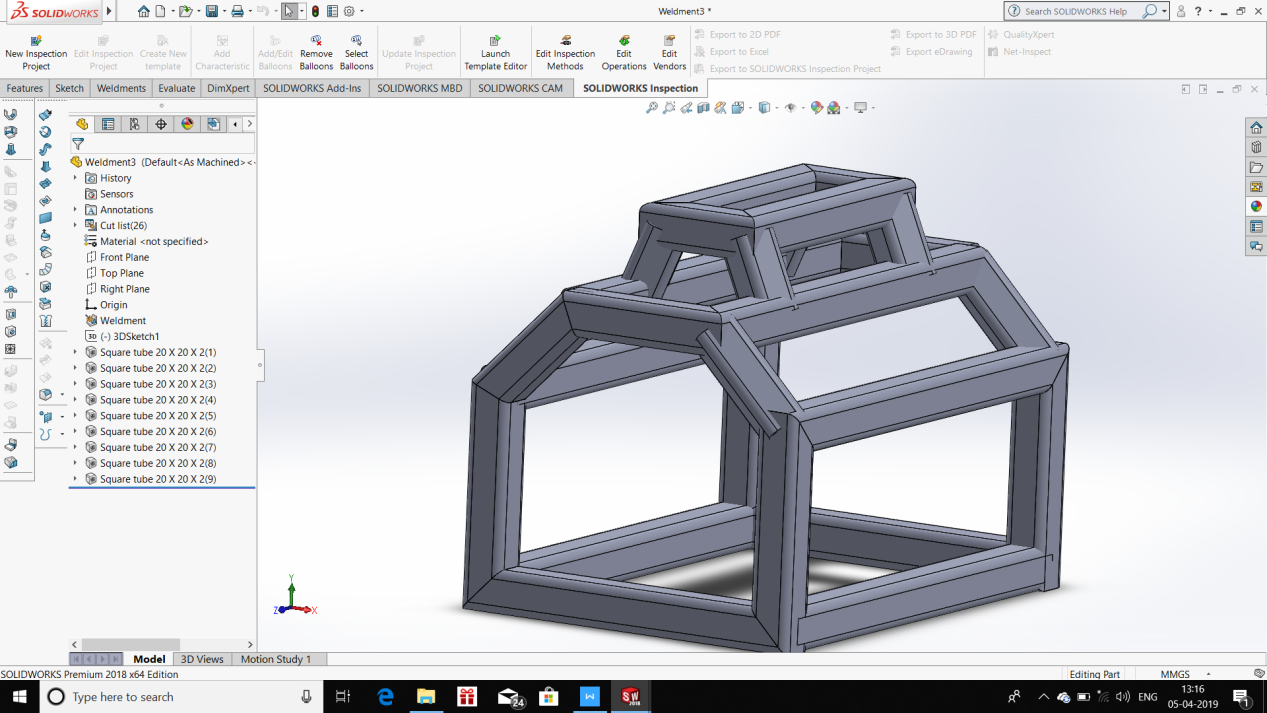 SOLIDWORKS
Weldment3 *
Search SOLIDWORKS Help
?
New Inspection Project
Edit Inspection Project
Create New template
Add Characteristic
Add/Edit Balloons
Remove Balloons
Select Balloons
Update Inspection Project
Launch Template Editor
Edit Inspection Methods
Edit Operations
Edit Vendors
Export to 2D PDF
Export to Excel
Export to SOLIDWORKS Inspection Project
Export to 3D PDF
Export eDrawing
QualityXpert
Net-Inspect
Features
Sketch
Weldments
Evaluate
DimXpert
SOLIDWORKS Add-Ins
SOLIDWORKS MBD
SOLIDWORKS CAM
SOLIDWORKS Inspection
Weldment3 (Default<As Machined><
History
Sensors
Annotations
Cut list(26)
Material <not specified>
Front Plane
Top Plane
Right Plane
Origin
Weldment
3D (-) 3DSketch1
Square tube 20 X 20 X 2(1)
Square tube 20 X 20 X 2(2)
Square tube 20 X 20 X 2(3)
Square tube 20 X 20 X 2(4)
Square tube 20 X 20 X 2(5)
Square tube 20 X 20 X 2(6)
Square tube 20 X 20 X 2(7)
Square tube 20 X 20 X 2(8)
Square tube 20 X 20 X 2(9)
Y
Z X
Model
3D Views
Motion Study 1
SOLIDWORKS Premium 2018 x64 Edition
Editing Part
MMGS
Type here to search
24
W
SW 2018
ENG
13:16
05-04-2019
1